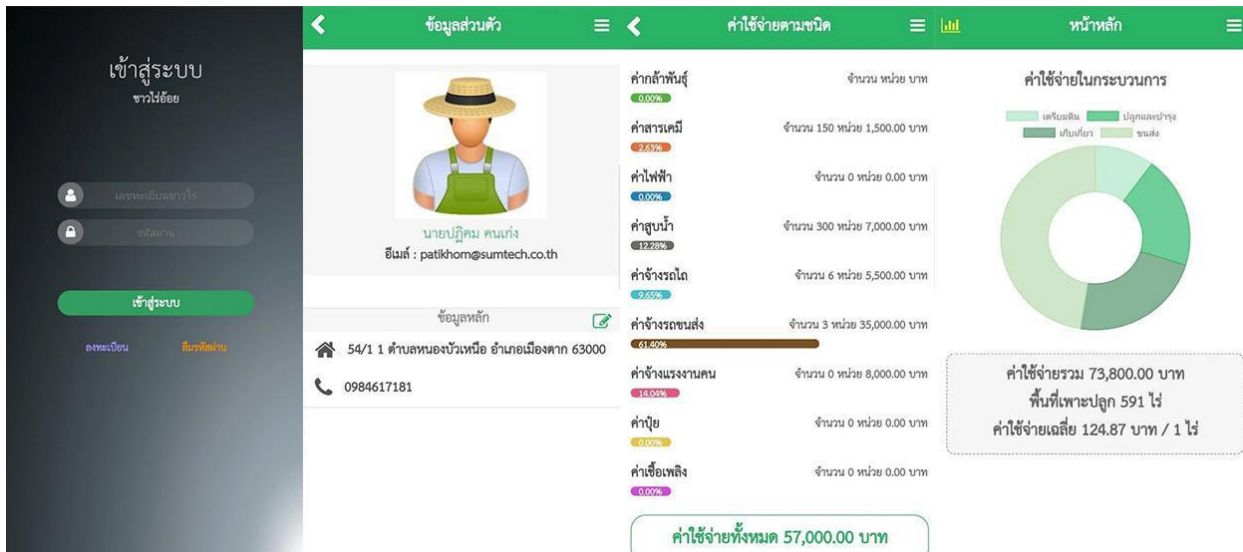 เข้าสู่ระบบ
ชาวไร่อ้อย
เลขทะเบียนชาวไร่
รหัสผ่าน
เข้าสู่ระบบ
ลงทะเบียน
ลืมรหัสผ่าน
ข้อมูลส่วนตัว
นายปฏิคม คนเก่ง
อีเมล์ : patikhom@sumtech.co.th
ข้อมูลหลัก
54/1 1 ตำบลหนองบัวเหนือ อำเภอเมืองตาก 63000
0984617181
ค่าใช้จ่ายตามชนิด
ค่ากล้าพันธุ์ จำนวน หน่วย บาท
0.00%
ค่าสารเคมี จำนวน 150 หน่วย 1,500.00 บาท
2.63%
ค่าไฟฟ้า จำนวน 0 หน่วย 0.00 บาท
0.00%
ค่าสูบน้ำ จำนวน 300 หน่วย 7,000.00 บาท
12.28%
ค่าจ้างรถไถ จำนวน 6 หน่วย 5,500.00 บาท
9.65%
ค่าจ้างรถขนส่ง จำนวน 3 หน่วย 35,000.00 บาท
61.40%
ค่าจ้างแรงงานคน จำนวน 0 หน่วย 8,000.00 บาท
14.04%
ค่าปุ๋ย จำนวน 0 หน่วย 0.00 บาท
0.00%
ค่าเชื้อเพลิง จำนวน 0 หน่วย 0.00 บาท
0.00%
ค่าใช้จ่ายทั้งหมด 57,000.00 บาท
หน้าหลัก
ค่าใช้จ่ายในกระบวนการ
เตรียมดิน ปลูกและบำรุง
เก็บเกี่ยว ขนส่ง
ค่าใช้จ่ายรวม 73,800.00 บาท
พื้นที่เพาะปลูก 591 ไร่
ค่าใช้จ่ายเฉลี่ย 124.87 บาท / 1 ไร่